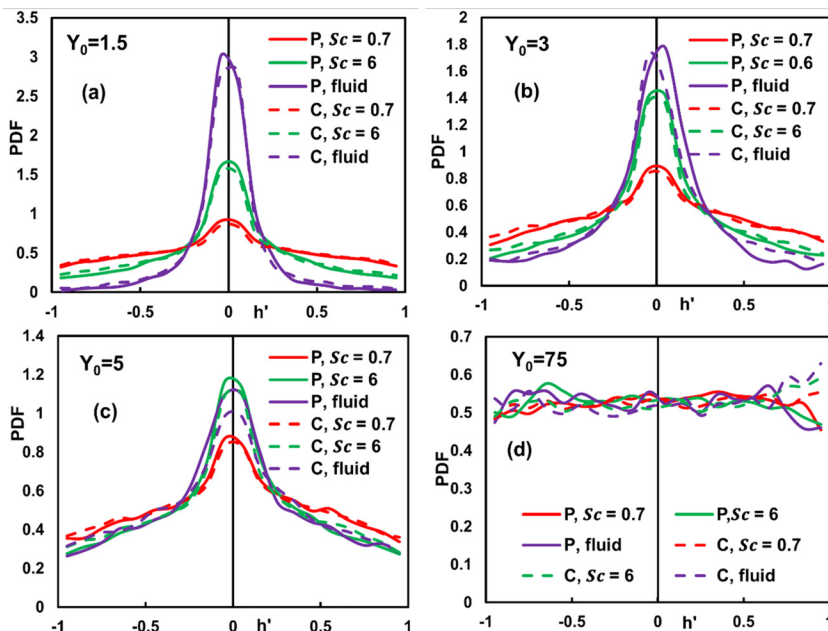 Y₀=1.5
(a)
P, Sc = 0.7
P, Sc = 6
P, fluid
C, Sc = 0.7
C, Sc = 6
C, fluid
PDF
3.5
3
2.5
2
1.5
1
0.5
0
-1
-0.5
0
h'
0.5
1
Y₀=3
(b)
P, Sc = 0.7
P, Sc = 0.6
P, fluid
C, Sc = 0.7
C, Sc = 6
C, fluid
PDF
2
1.8
1.6
1.4
1.2
1
0.8
0.6
0.4
0.2
0
-1
-0.5
0
h'
0.5
1
Y₀=5
(c)
P, Sc = 0.7
P, Sc = 6
P, fluid
C, Sc = 0.7
C, Sc = 6
C, fluid
PDF
1.4
1.2
1
0.8
0.6
0.4
0.2
0
-1
-0.5
0
h'
0.5
1
Y₀=75
(d)
P, Sc = 0.7
P,Sc = 6
P, fluid
C, Sc = 0.7
C, Sc = 6
C, fluid
PDF
0.7
0.6
0.5
0.4
0.3
0.2
0.1
0
-1
-0.5
0
h'
0.5
1